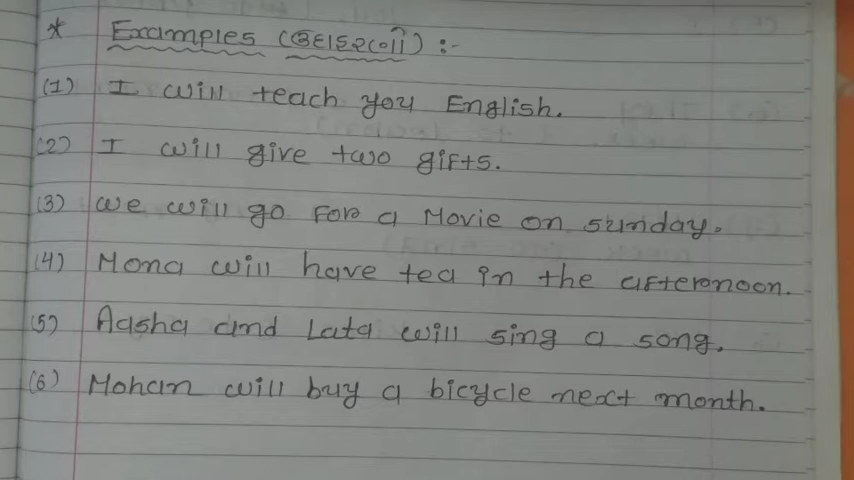 * Examples (ઉદાહરણો) :-
(1) I will teach you English.
(2) I will give two gifts.
(3) We will go for a Movie on sunday.
(4) Mona will have tea in the afternoon.
(5) Aasha and Lata will sing a song.
(6) Mohan will buy a bicycle next month.